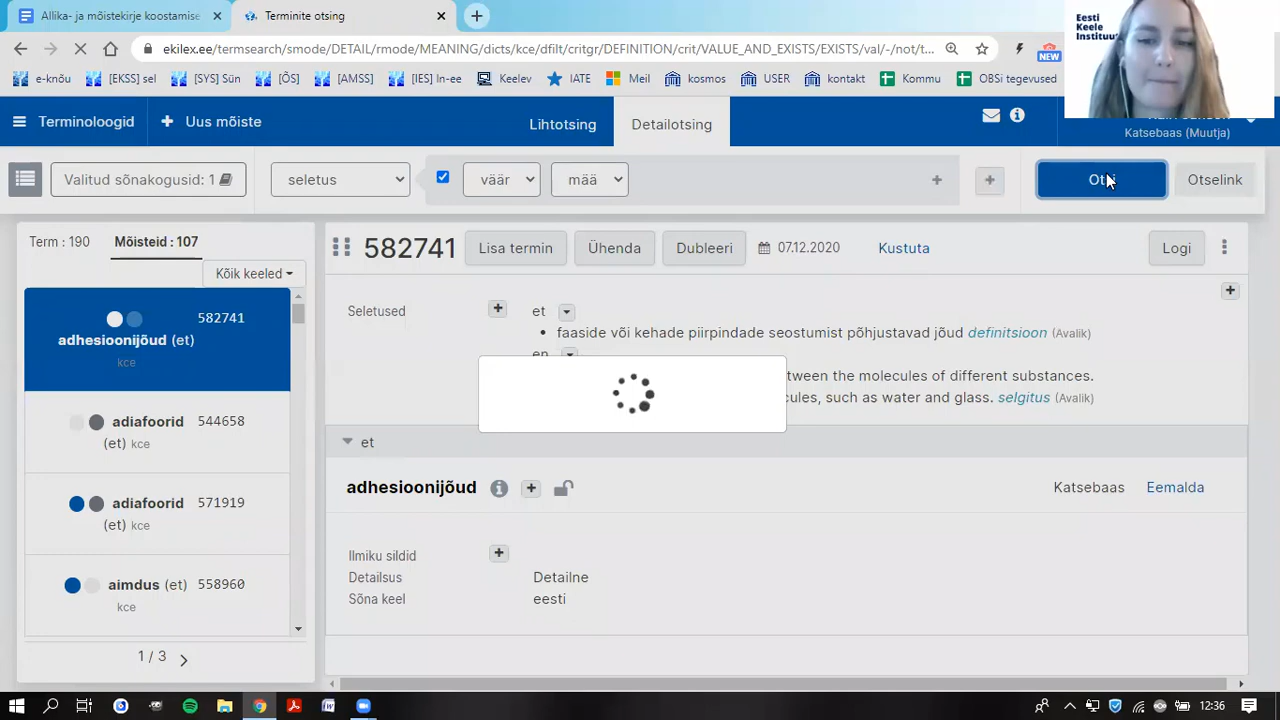 Allika- ja mõistekirje koostamise
Terminite otsing
ekilex.ee/termsearch/smode/DETAIL/rmode/MEANING/dicts/kce/dfilt/critgr/DEFINITION/crit/VALUE_AND_EXISTS/EXISTS/val/-/not/t...
NEW
e-knõu
[EKSS] sel
[SYS] Sün
[ÕS]
[AMSS]
[IES] In-ee
Keelev
IATE
Meil
kosmos
USER
kontakt
Kommu
OBSi tegevused
Eesti
Keele
Instituut
Terminoloogid
Uus mõiste
Lihtotsing
Detailotsing
Katsebaas (Muutja)
Valitud sõnakogusid: 1
seletus
väär
mää
Otsi
Otselink
Term : 190
Mõisteid : 107
Kõik keeled
582741
Lisa termin
Ühenda
Dubleeri
07.12.2020
Kustuta
Logi
582741
adhesioonijõud (et)
kce
adiafoorid 544658
(et) kce
adiafoorid 571919
(et) kce
aimdus (et) 558960
kce
1 / 3
Seletused
et
faaside või kehade piirpindade seostumist põhjustavad jõud definitsioon (Avalik)
en
tween the molecules of different substances.
cules, such as water and glass. selgitus (Avalik)
et
adhesioonijõud
Katsebaas
Eemalda
Ilmiku sildid
Detailsus Detailne
Sõna keel eesti
12:36